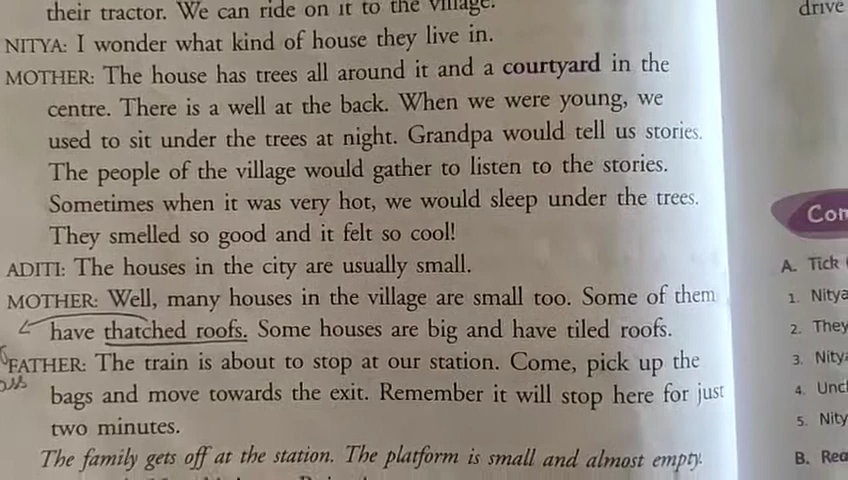 their tractor. We can ride on it to the village.
NITYA: I wonder what kind of house they live in.
MOTHER: The house has trees all around it and a courtyard in the
centre. There is a well at the back. When we were young, we
used to sit under the trees at night. Grandpa would tell us stories.
The people of the village would gather to listen to the stories.
Sometimes when it was very hot, we would sleep under the trees.
They smelled so good and it felt so cool!
ADITI: The houses in the city are usually small.
MOTHER: Well, many houses in the village are small too. Some of them
have thatched roofs. Some houses are big and have tiled roofs.
FATHER: The train is about to stop at our station. Come, pick up the
bags and move towards the exit. Remember it will stop here for just
two minutes.
The family gets off at the station. The platform is small and almost empty.
drive
Com
A. Tick
1. Nitya
2. They
3. Nitya
4. Uncl
5. Nity
B. Rea